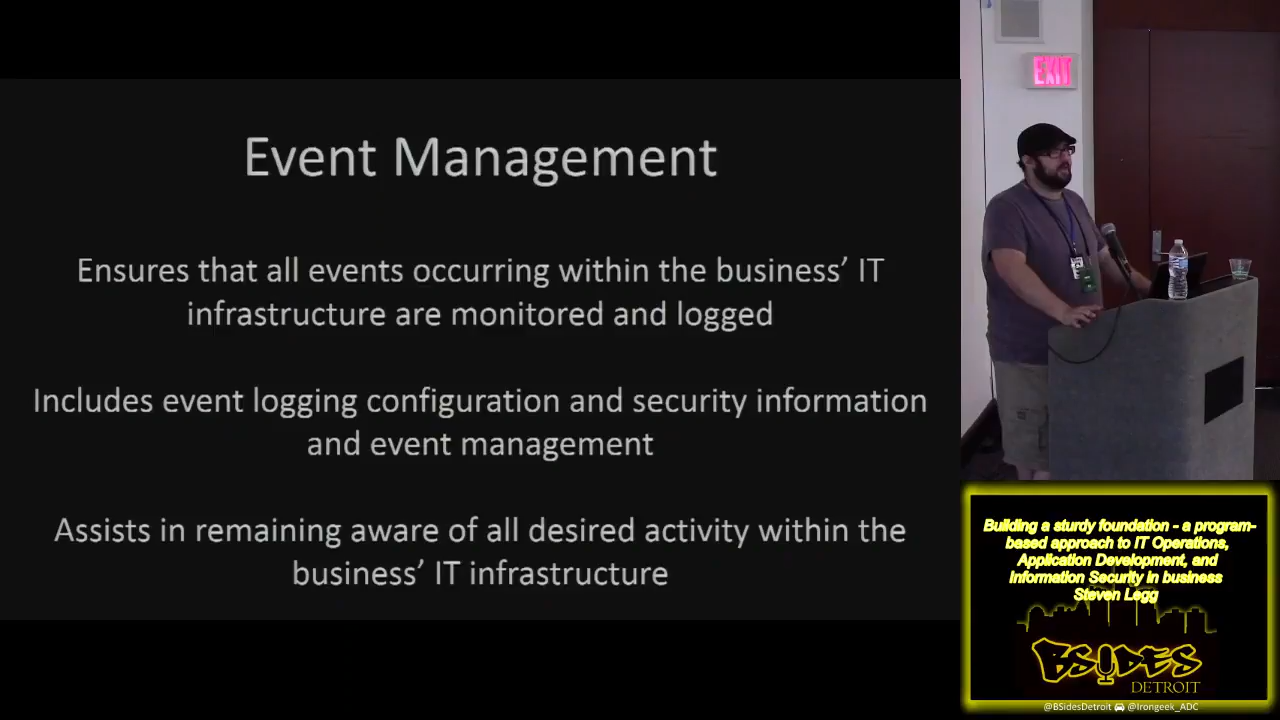 Event Management
Ensures that all events occurring within the business’ IT
infrastructure are monitored and logged
Includes event logging configuration and security information
and event management
Assists in remaining aware of all desired activity within the
business’ IT infrastructure
EXIT
Building a sturdy foundation - a program-
based approach to IT Operations,
Application Development, and
Information Security in business
Steven Legg
BSIDES
DETROIT
@BSidesDetroit @Irongeek_ADC